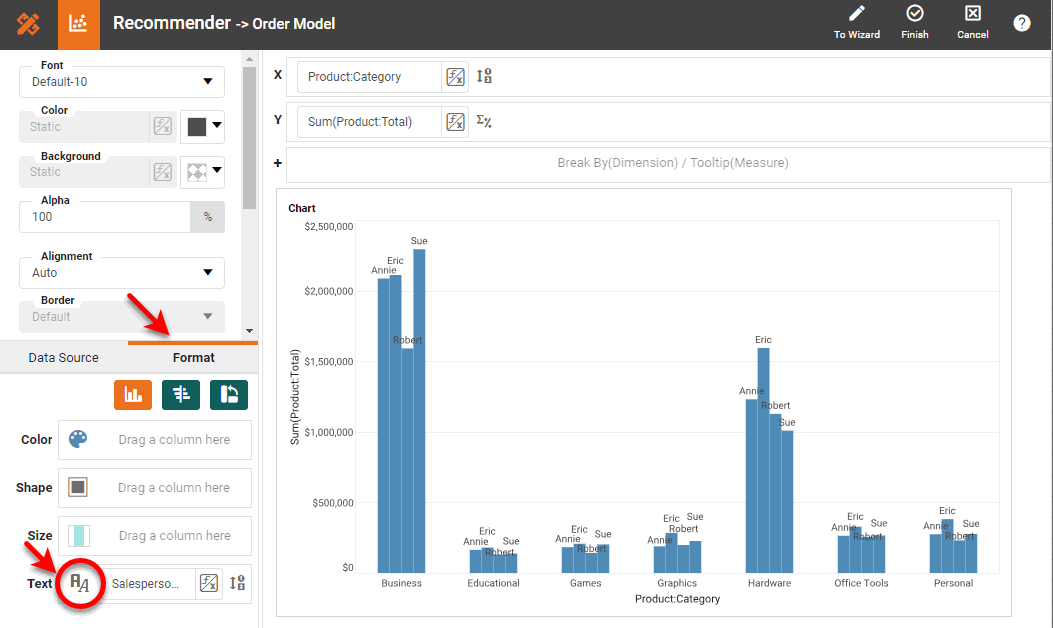 Recommender -> Order Model
To Wizard
Finish
Cancel
?
Font
Default-10
Color
Static
Background
Static
Alpha
100
%
Alignment
Auto
Border
Default
Data Source
Format
Color
Drag a column here
Shape
Drag a column here
Size
Drag a column here
Text
AA
Salesperso...
X
Product:Category
Y
Sum(Product:Total)
Σ%
+
Break By(Dimension) / Tooltip(Measure)
Chart
$2,500,000
$2,000,000
$1,500,000
$1,000,000
$500,000
$0
Sum(Product:Total)
Annie
Eric
Robert
Sue
Annie
Eric
Robert
Sue
Annie
Eric
Robert
Sue
Annie
Eric
Robert
Sue
Annie
Eric
Robert
Sue
Annie
Eric
Robert
Sue
Annie
Eric
Robert
Sue
Business
Educational
Games
Graphics
Hardware
Office Tools
Personal
Product:Category